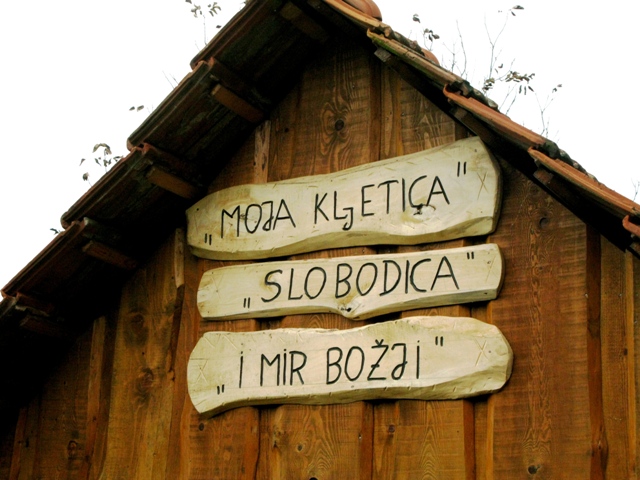 „MOJA KLJETICA"
„SLOBODICA"
„I MIR BOŽJI"